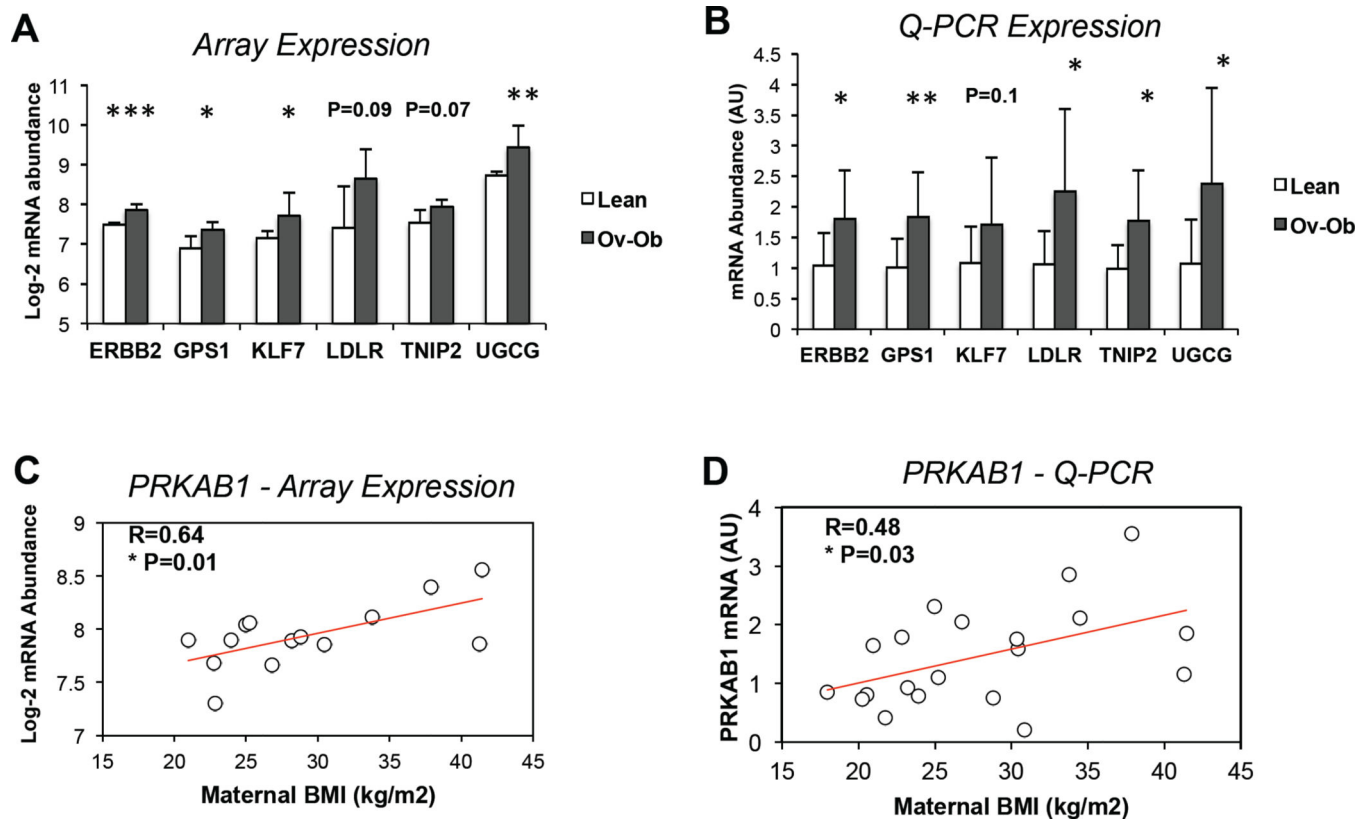 A
Array Expression
Log-2 mRNA abundance
11
10
9
8
7
6
5
***
*
*
P=0.09
P=0.07
**
ERBB2 GPS1 KLF7 LDLR TNIP2 UGCG
Lean
Ov-Ob
B
Q-PCR Expression
mRNA Abundance (AU)
4.5
4
3.5
3
2.5
2
1.5
1
0.5
0
*
**
P=0.1
*
*
*
ERBB2 GPS1 KLF7 LDLR TNIP2 UGCG
Lean
Ov-Ob
C
PRKAB1 - Array Expression
Log-2 mRNA Abundance
9
8.5
8
7.5
7
R=0.64
* P=0.01
15 20 25 30 35 40 45
Maternal BMI (kg/m2)
D
PRKAB1 - Q-PCR
PRKAB1 mRNA (AU)
4
3
2
1
0
R=0.48
* P=0.03
15 20 25 30 35 40 45
Maternal BMI (kg/m2)